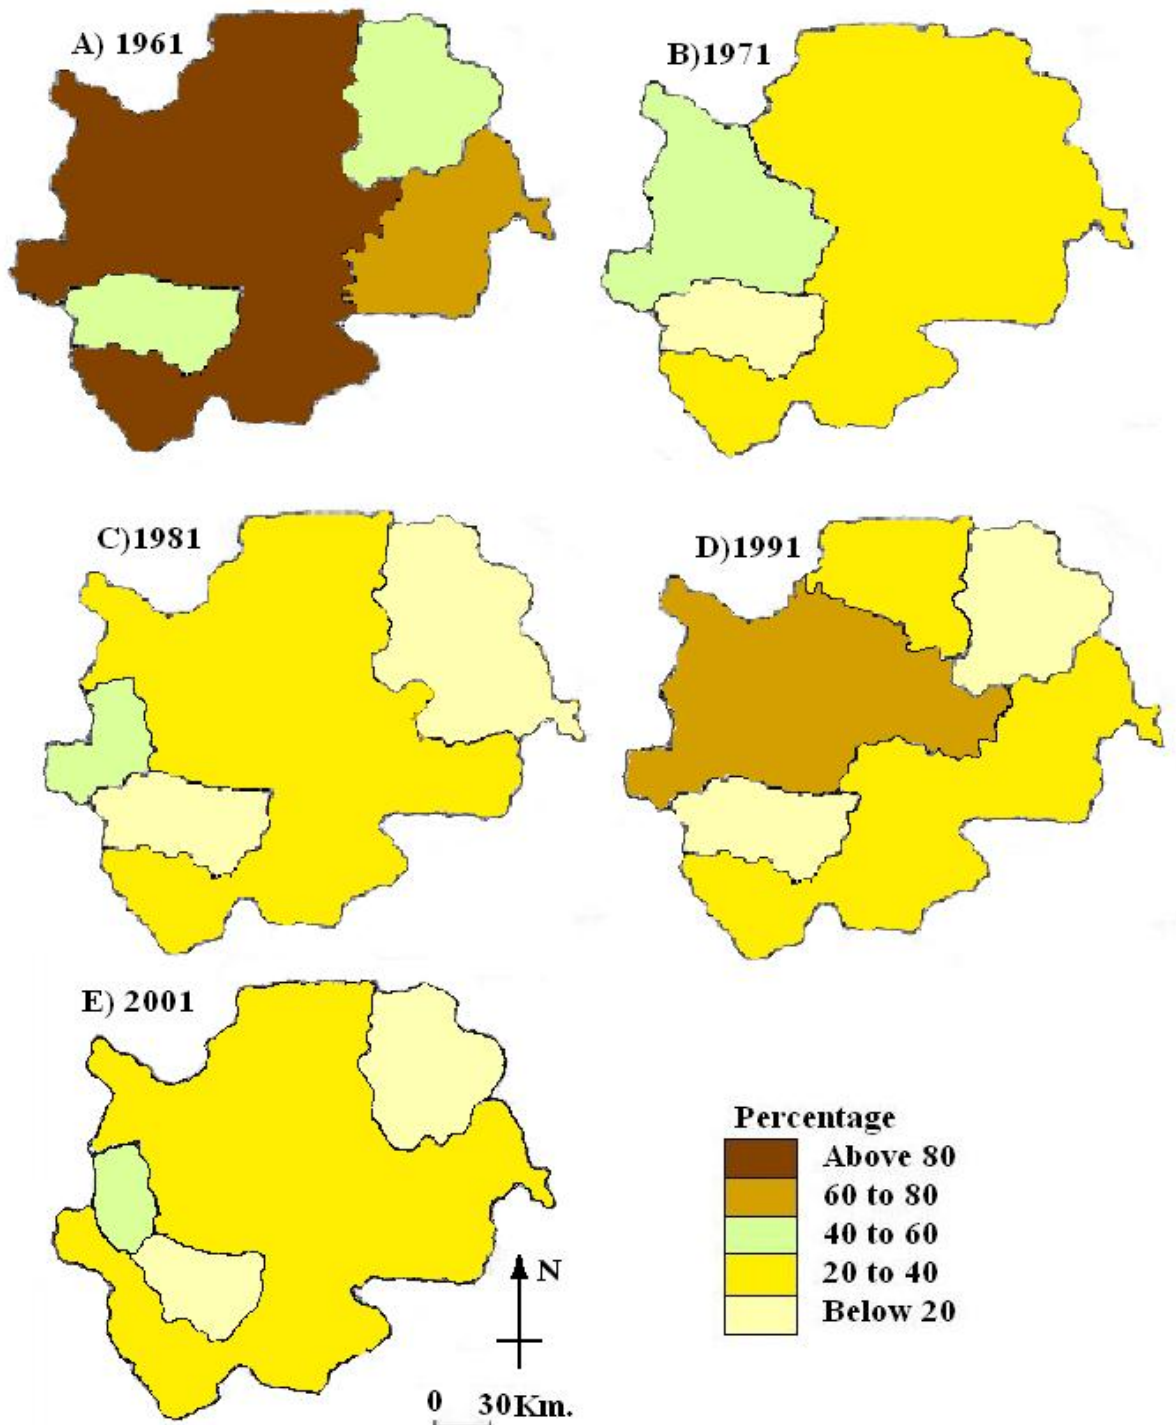 A) 1961
B)1971
C)1981
D)1991
E) 2001
Percentage
Above 80
60 to 80
40 to 60
20 to 40
Below 20
N
0 30Km.